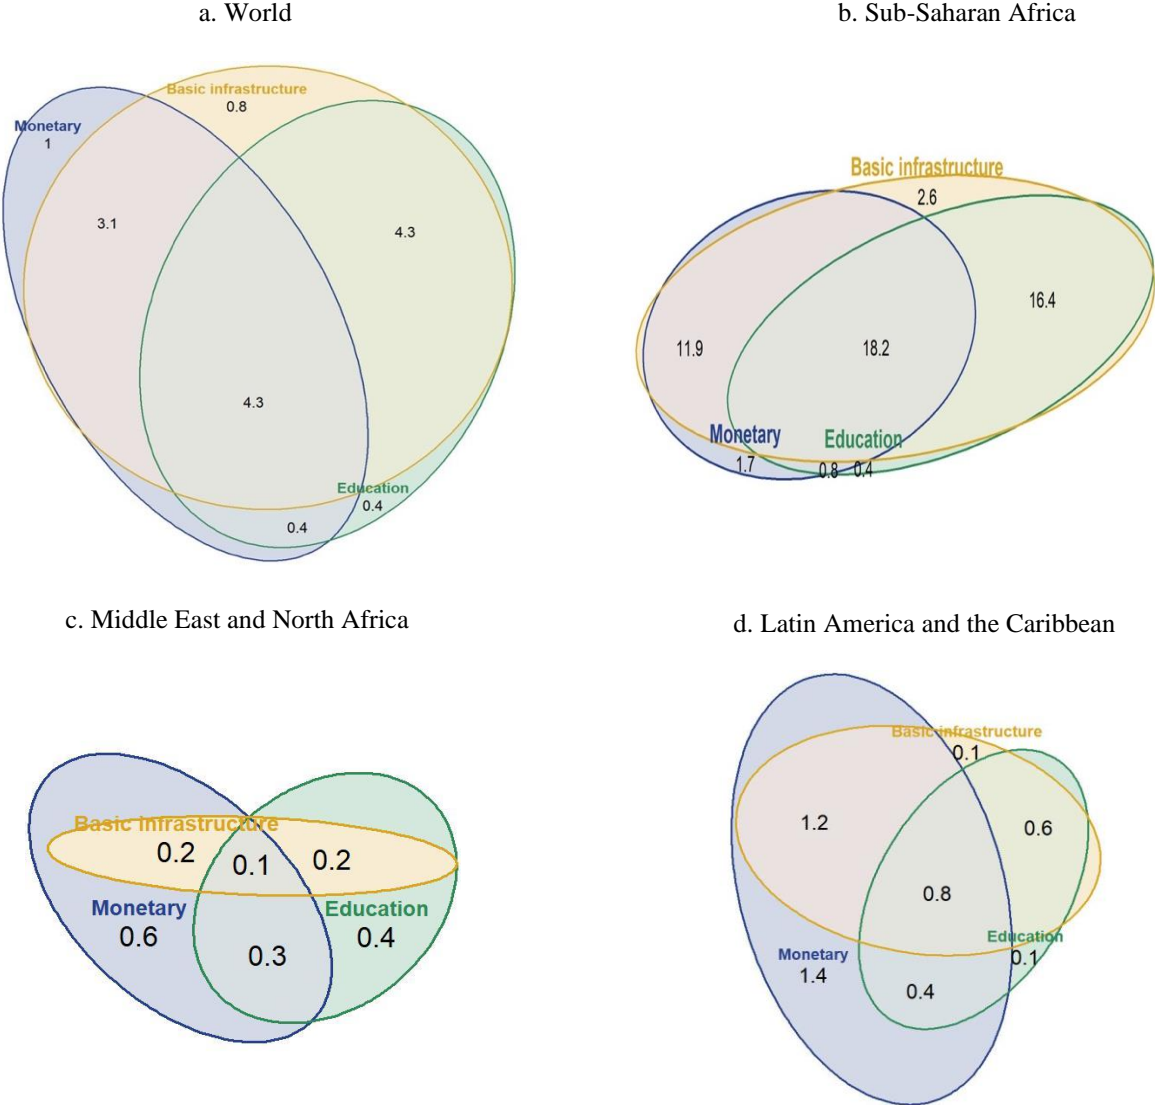 a. World
b. Sub-Saharan Africa
Basic infrastructure
0.8
Monetary
1
3.1
4.3
4.3
Education
0.4
0.4
Basic infrastructure
2.6
16.4
11.9
18.2
Monetary
Education
1.7
0.8
0.4
c. Middle East and North Africa
d. Latin America and the Caribbean
Basic infrastructure
0.2
0.1
0.2
Monetary
Education
0.6
0.4
0.3
Basic infrastructure
0.1
1.2
0.6
0.8
Education
0.1
Monetary
1.4
0.4